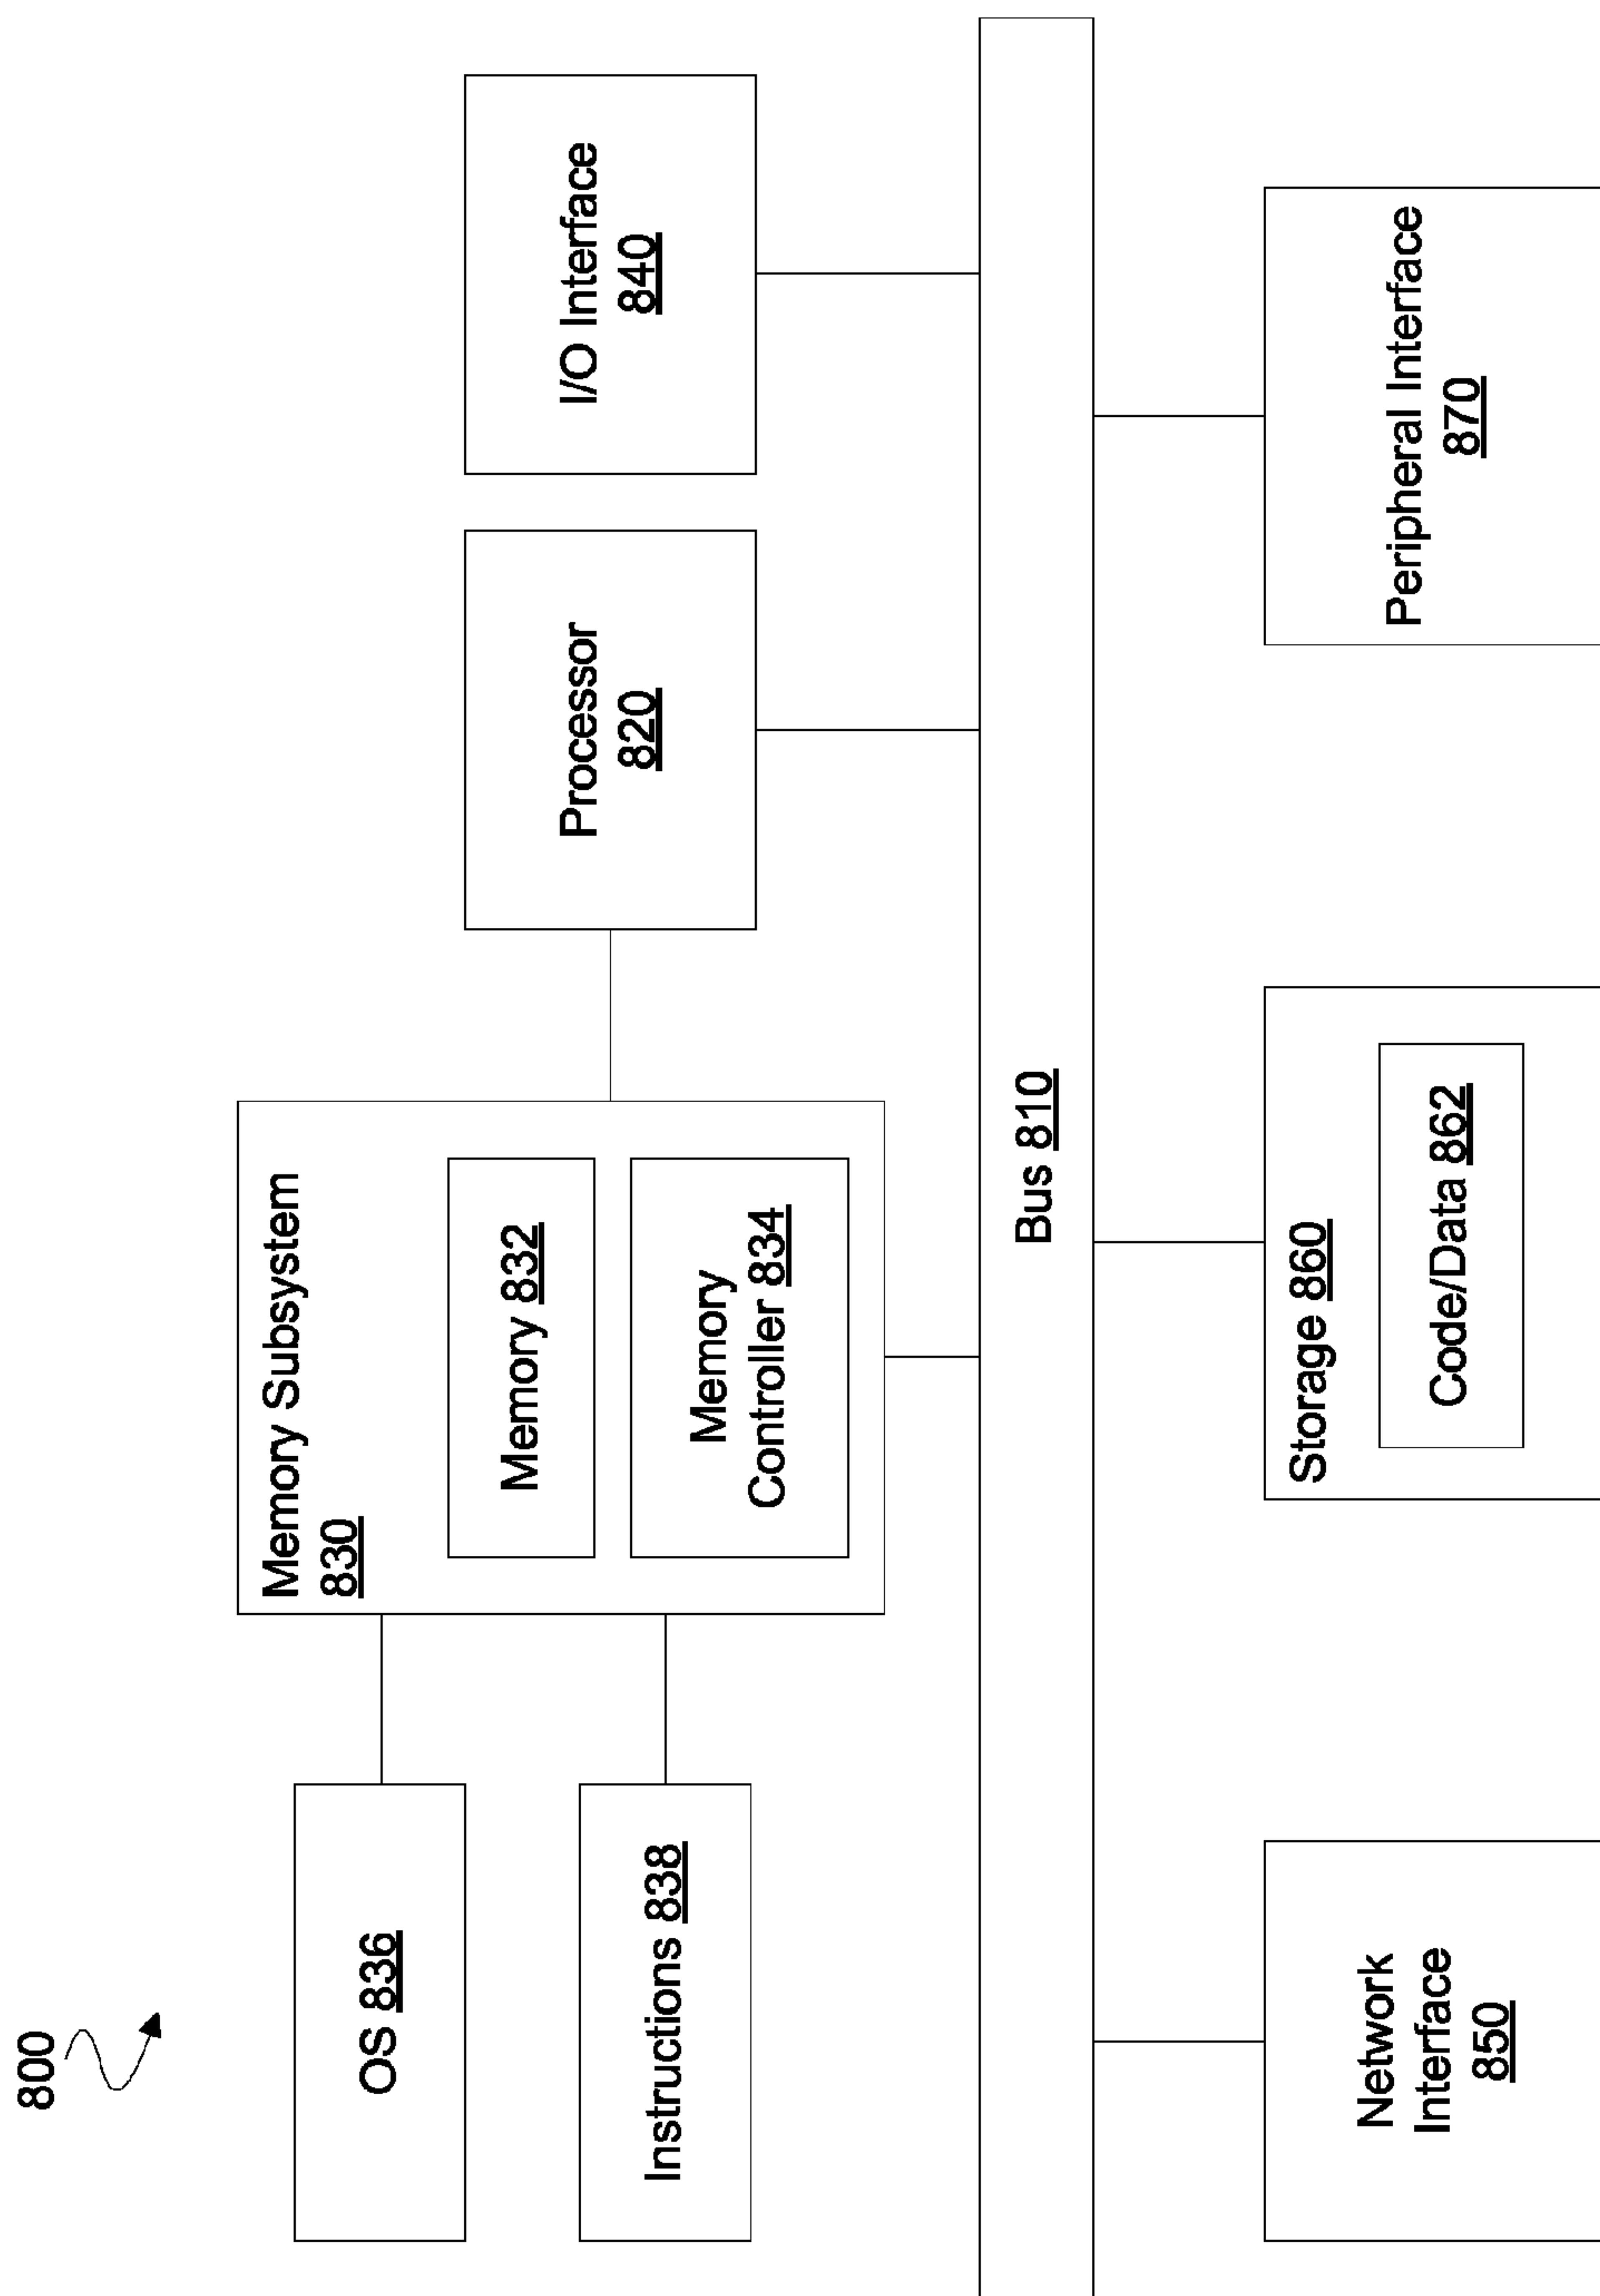 800
OS 836
Instructions 838
Memory Subsystem
830
Memory 832
Memory
Controller 834
Processor
820
I/O Interface
840
Bus 810
Network
Interface
850
Storage 860
Code/Data 862
Peripheral Interface
870